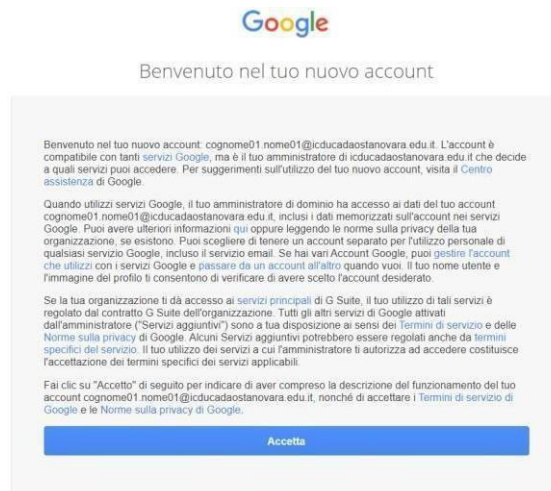 Google
Benvenuto nel tuo nuovo account
Benvenuto nel tuo nuovo account: cognome01.nome01@icducadaostanovara.edu.it. L'account è
compatibile con tanti servizi Google, ma è il tuo amministratore di icducadaostanovara.edu.it che decide
a quali servizi puoi accedere. Per suggerimenti sull'utilizzo del tuo nuovo account, visita il Centro
assistenza di Google.
Quando utilizzi servizi Google, il tuo amministratore di dominio ha accesso ai dati del tuo account
cognome01.nome01@icducadaostanovara.edu.it, inclusi i dati memorizzati sull'account nei servizi
Google. Puoi avere ulteriori informazioni qui oppure leggendo le norme sulla privacy della tua
organizzazione, se esistono. Puoi scegliere di tenere un account separato per l'utilizzo personale di
qualsiasi servizio Google, incluso il servizio email. Se hai vari Account Google, puoi gestire l'account
che utilizzi con i servizi Google e passare da un account all'altro quando vuoi. Il tuo nome utente e
l'immagine del profilo ti consentono di verificare di avere scelto l'account desiderato.
Se la tua organizzazione ti dà accesso ai servizi principali di G Suite, il tuo utilizzo di tali servizi è
regolato dal contratto G Suite dell'organizzazione. Tutti gli altri servizi di Google attivati
dall'amministratore ("Servizi aggiuntivi") sono a tua disposizione ai sensi dei Termini di servizio e delle
Norme sulla privacy di Google. Alcuni Servizi aggiuntivi potrebbero essere regolati anche da termini
specifici del servizio. Il tuo utilizzo dei servizi a cui l'amministratore ti autorizza ad accedere costituisce
l'accettazione dei termini specifici dei servizi applicabili.
Fai clic su "Accetto" di seguito per indicare di aver compreso la descrizione del funzionamento del tuo
account cognome01.nome01@icducadaostanovara.edu.it, nonché di accettare i Termini di servizio di
Google e le Norme sulla privacy di Google.
Accetta